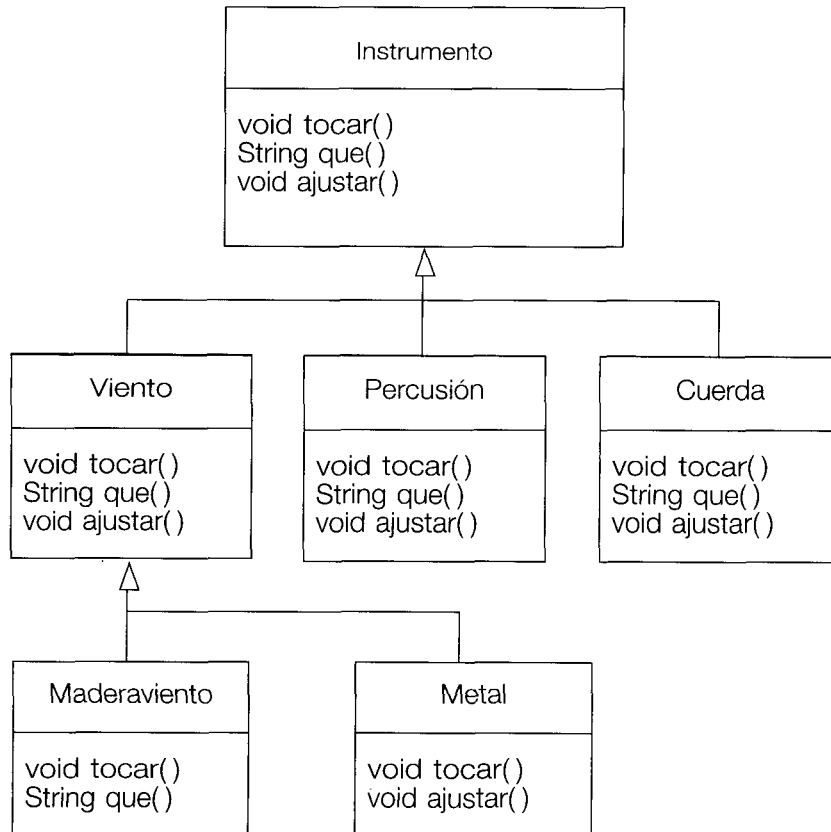 Instrumento
void tocar()
String que()
void ajustar()
Viento
void tocar()
String que()
void ajustar()
Percusión
void tocar()
String que()
void ajustar()
Cuerda
void tocar()
String que()
void ajustar()
Maderaviento
void tocar()
String que()
Metal
void tocar()
void ajustar()